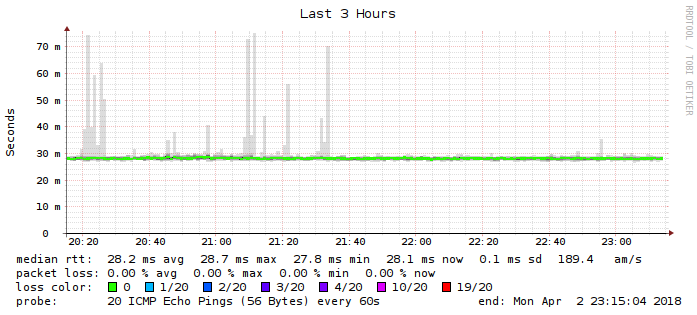 Last 3 Hours
RRDTOOL / TOBI OETIKER
Seconds
70 m
60 m
50 m
40 m
30 m
20 m
10 m
0
20:20 20:40 21:00 21:20 21:40 22:00 22:20 22:40 23:00
median rtt: 28.2 ms avg 28.7 ms max 27.8 ms min 28.1 ms now 0.1 ms sd 189.4 am/s
packet loss: 0.00 % avg 0.00 % max 0.00 % min 0.00 % now
loss color: 0 1/20 2/20 3/20 4/20 10/20 19/20
probe: 20 ICMP Echo Pings (56 Bytes) every 60s end: Mon Apr 2 23:15:04 2018